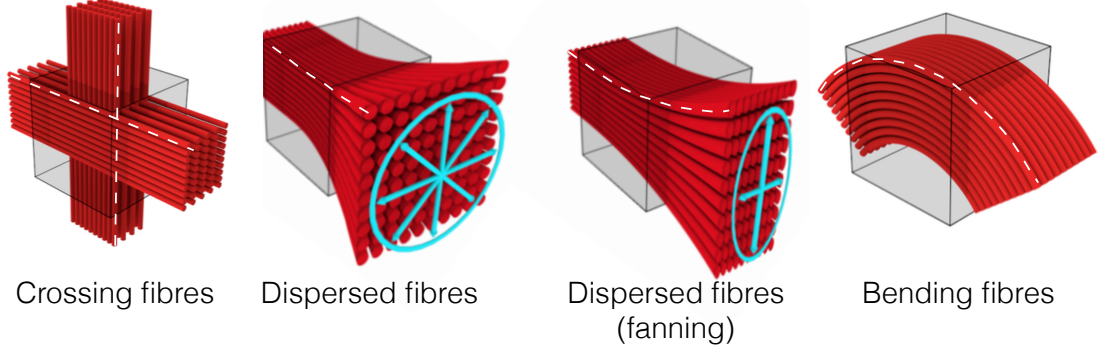 Crossing fibres
Dispersed fibres
Dispersed fibres
(fanning)
Bending fibres